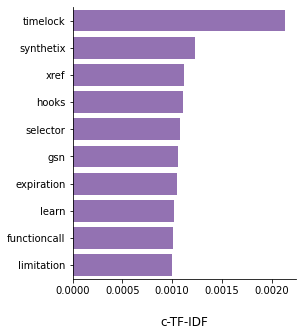 timelock
synthetix
xref
hooks
selector
gsn
expiration
learn
functioncall
limitation
0.0000 0.0005 0.0010 0.0015 0.0020
c-TF-IDF